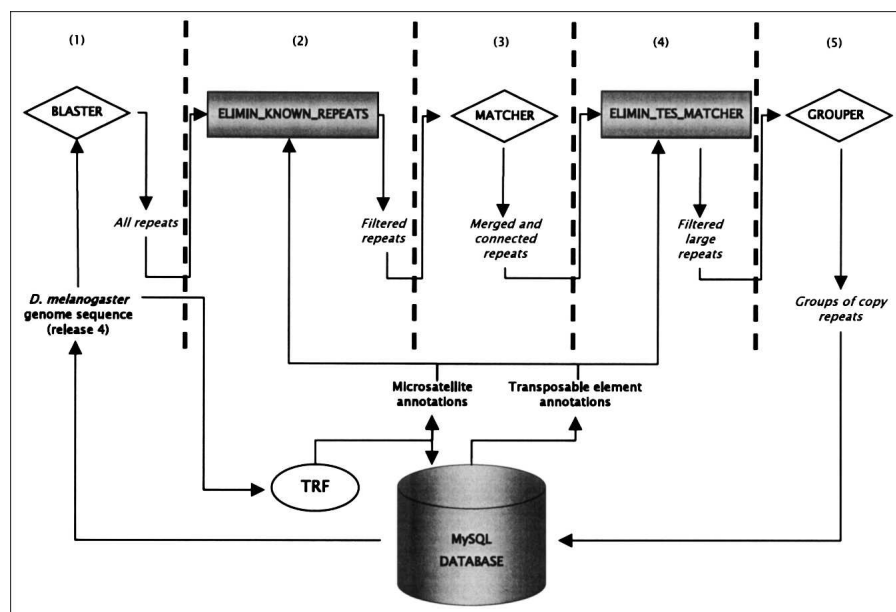 (1)
(2)
(3)
(4)
(5)
BLASTER
ELIMIN_KNOWN_REPEATS
MATCHER
ELIMIN_TES_MATCHER
GROUPER
All repeats
Filtered
repeats
Merged and
connected
repeats
Filtered
large
repeats
D. melanogaster
genome sequence
(release 4)
Groups of copy
repeats
Microsatellite
annotations
Transposable element
annotations
TRF
MySQL
DATABASE